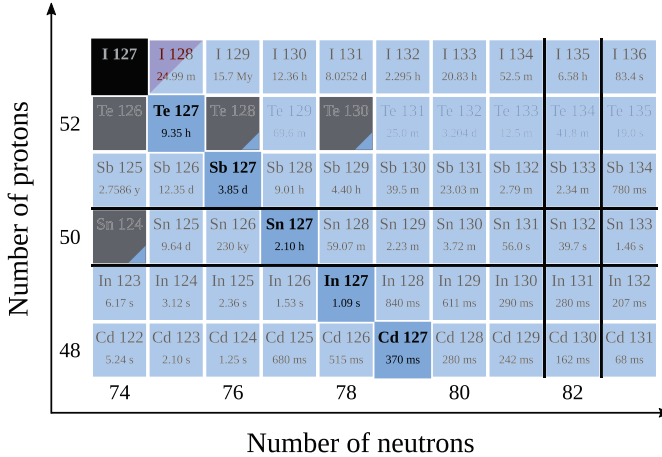 I 127 I 128 I 129 I 130 I 131 I 132 I 133 I 134 I 135 I 136
24.99 m 15.7 My 12.36 h 8.0252 d 2.295 h 20.83 h 52.5 m 6.58 h 83.4 s
52
Te 126 Te 127 Te 128 Te 129 Te 130 Te 131 Te 132 Te 133 Te 134 Te 135
9.35 h 69.6 m 25.0 m 3.204 d 12.5 m 41.8 m 19.0 s
Sb 125 Sb 126 Sb 127 Sb 128 Sb 129 Sb 130 Sb 131 Sb 132 Sb 133 Sb 134
2.7586 y 12.35 d 3.85 d 9.01 h 4.40 h 39.5 m 23.03 m 2.79 m 2.34 m 780 ms
50
Sn 124 Sn 125 Sn 126 Sn 127 Sn 128 Sn 129 Sn 130 Sn 131 Sn 132 Sn 133
9.64 d 230 ky 2.10 h 59.07 m 2.23 m 3.72 m 56.0 s 39.7 s 1.46 s
In 123 In 124 In 125 In 126 In 127 In 128 In 129 In 130 In 131 In 132
6.17 s 3.12 s 2.36 s 1.53 s 1.09 s 840 ms 611 ms 290 ms 280 ms 207 ms
48
Cd 122 Cd 123 Cd 124 Cd 125 Cd 126 Cd 127 Cd 128 Cd 129 Cd 130 Cd 131
5.24 s 2.10 s 1.25 s 680 ms 515 ms 370 ms 280 ms 242 ms 162 ms 68 ms
74 76 78 80 82
Number of neutrons
Number of protons